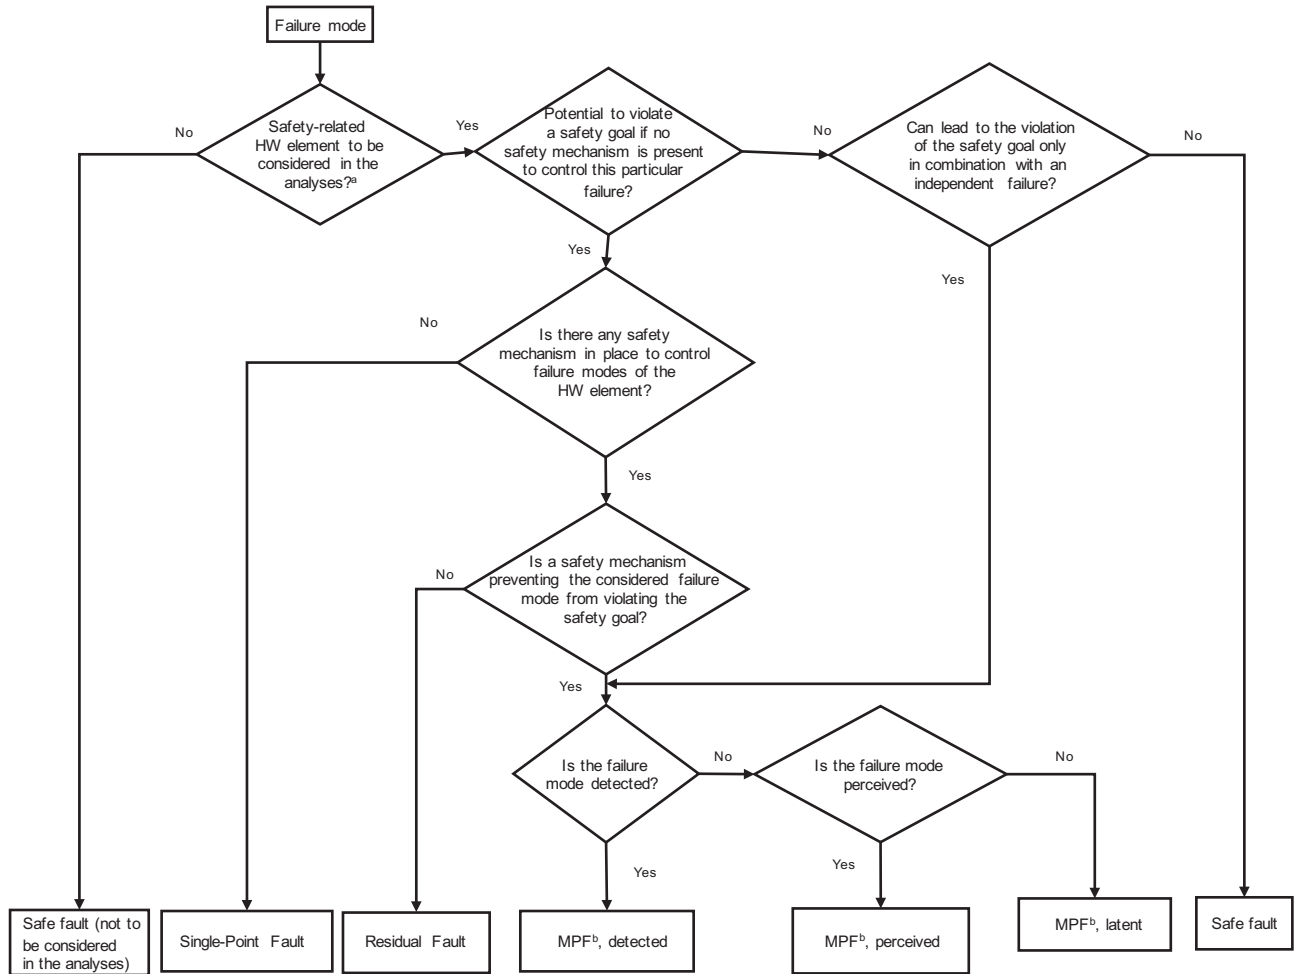 Failure mode
No
Safety-related
HW element to be
considered in the
analyses?ª
Yes
Potential to violate
a safety goal if no
safety mechanism is present
to control this particular
failure?
No
Can lead to the violation
of the safety goal only
in combination with an
independent failure?
No
Yes
Yes
No
Is there any safety
mechanism in place to control
failure modes of the
HW element?
Yes
No
Is a safety mechanism
preventing the considered failure
mode from violating the
safety goal?
Yes
Is the failure
mode detected?
No
Is the failure mode
perceived?
No
Yes
Yes
Safe fault (not to
be considered
in the analyses)
Single-Point Fault
Residual Fault
MPFᵇ, detected
MPFᵇ, perceived
MPFᵇ, latent
Safe fault